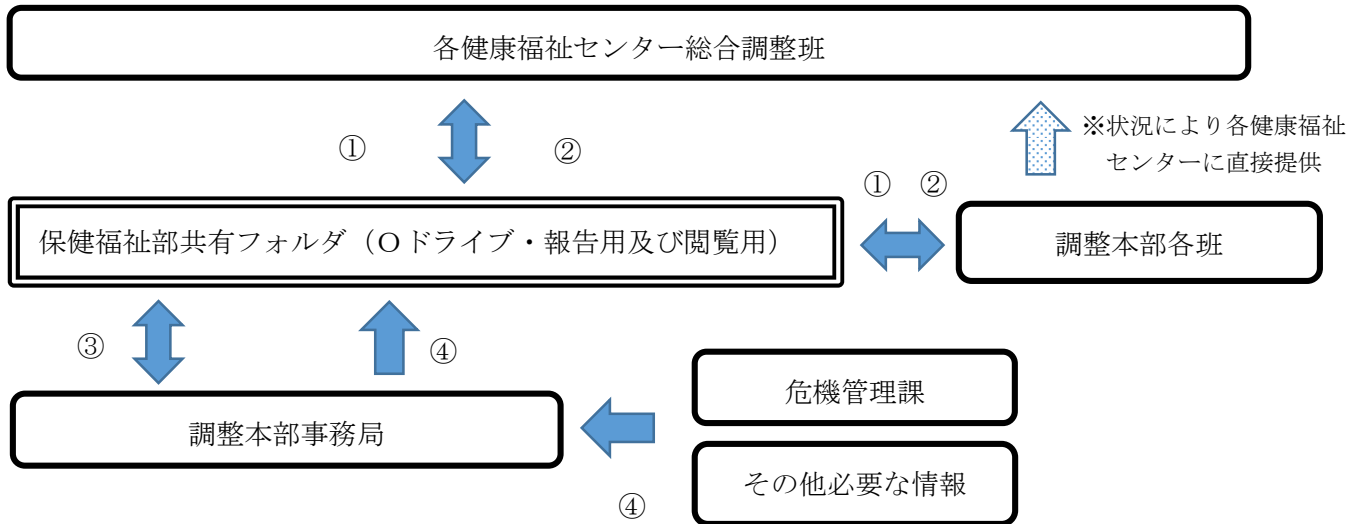 各健康福祉センター総合調整班
①
②
※状況により各健康福祉
センターに直接提供
① ②
保健福祉部共有フォルダ（Oドライブ・報告用及び閲覧用）
調整本部各班
③
④
危機管理課
調整本部事務局
その他必要な情報
④